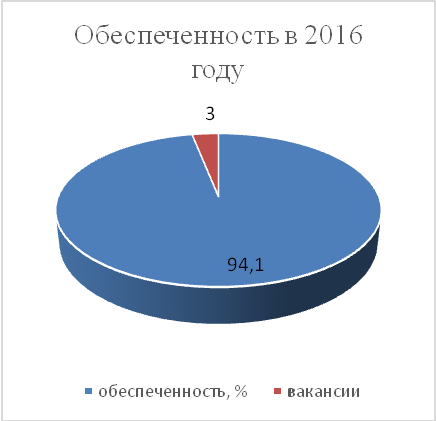 Обеспеченность в 2016
году
3
94,1
обеспеченность, %
вакансии